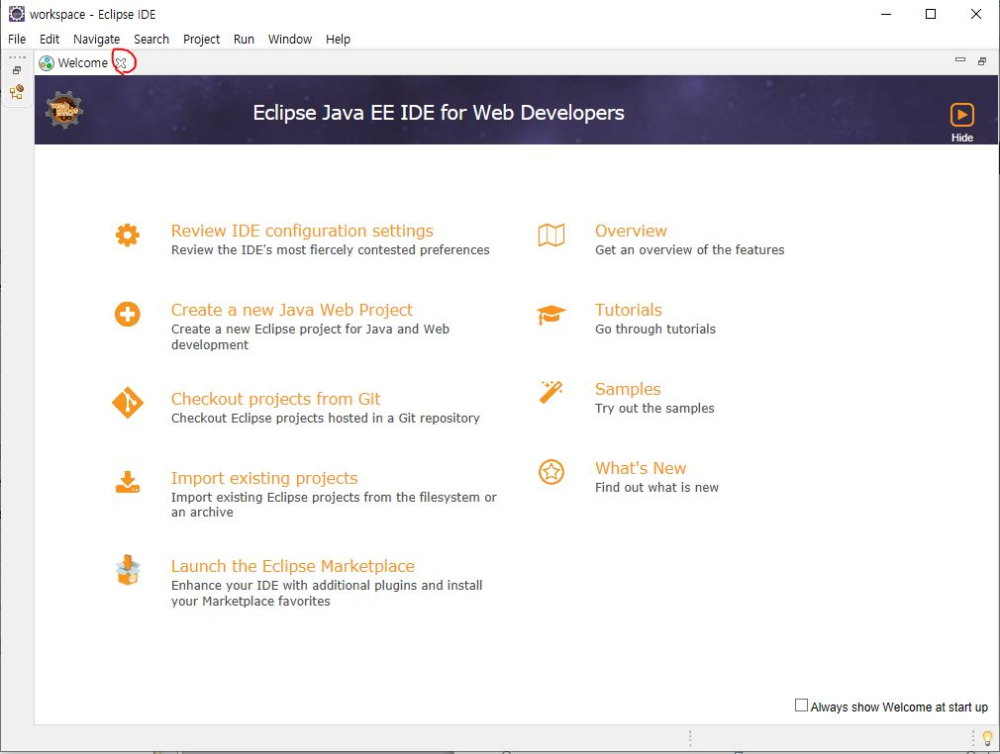 workspace - Eclipse IDE
File Edit Navigate Search Project Run Window Help
Welcome
Eclipse Java EE IDE for Web Developers
Hide
Review IDE configuration settings
Review the IDE's most fiercely contested preferences
Create a new Java Web Project
Create a new Eclipse project for Java and Web
development
Checkout projects from Git
Checkout Eclipse projects hosted in a Git repository
Import existing projects
Import existing Eclipse projects from the filesystem or
an archive
Launch the Eclipse Marketplace
Enhance your IDE with additional plugins and install
your Marketplace favorites
Overview
Get an overview of the features
Tutorials
Go through tutorials
Samples
Try out the samples
What's New
Find out what is new
Always show Welcome at start up